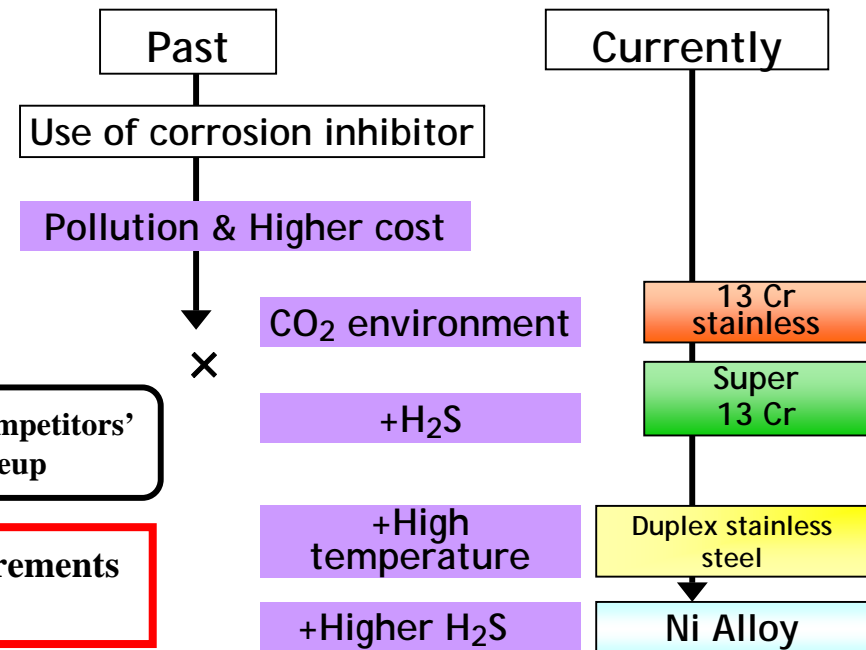 Past
Use of corrosion inhibitor
Pollution & Higher cost
×
Currently
CO₂ environment
13 Cr
stainless
+H₂S
Super
13 Cr
+High
temperature
Duplex stainless
steel
+Higher H₂S
Ni Alloy